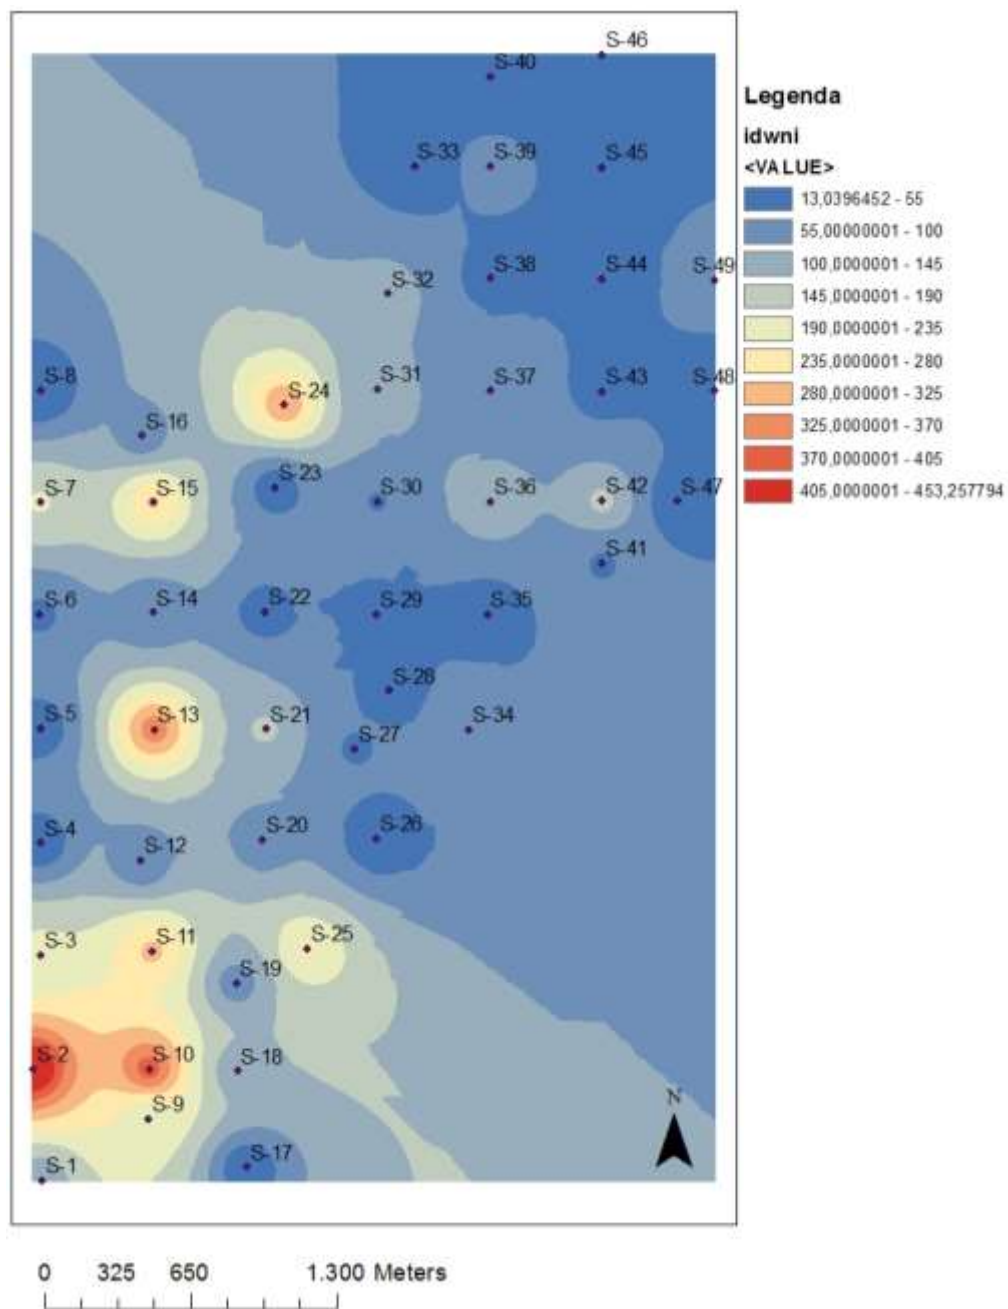 S-46
S-40
S-33
S-39
S-45
S-38
S-44
S-49
S-32
S-8
S-24
S-31
S-37
S-43
S-48
S-16
S-7
S-15
S-23
S-30
S-36
S-42
S-47
S-41
S-6
S-14
S-22
S-29
S-35
S-28
S-5
S-13
S-21
S-27
S-34
S-4
S-12
S-20
S-26
S-3
S-11
S-25
S-19
S-2
S-10
S-18
S-9
S-1
S-17
N
Legenda
idwni
<VALUE>
13,0396452 - 55
55,00000001 - 100
100,0000001 - 145
145,0000001 - 190
190,0000001 - 235
235,0000001 - 280
280,0000001 - 325
325,0000001 - 370
370,0000001 - 405
405,0000001 - 453,257794
0 325 650 1.300 Meters